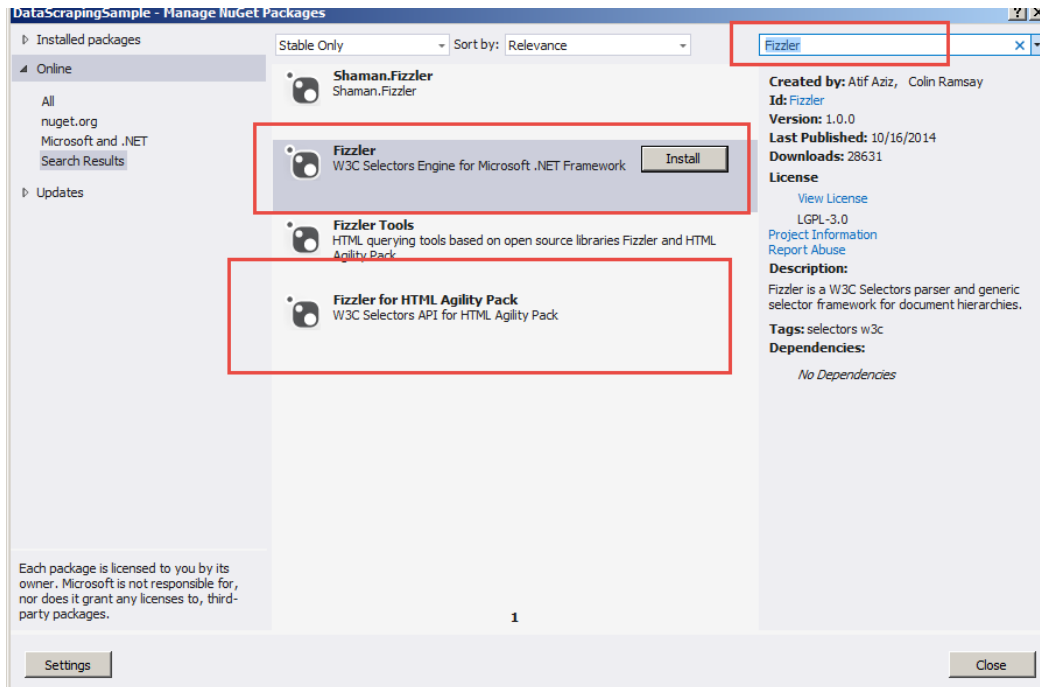 DataScrapingSample - Manage NuGet Packages
Installed packages
Online
All
nuget.org
Microsoft and .NET
Search Results
Updates
Each package is licensed to you by its
owner. Microsoft is not responsible for,
nor does it grant any licenses to, third-
party packages.
Settings
Stable Only
Sort by: Relevance
Shaman.Fizzler
Shaman.Fizzler
Fizzler
W3C Selectors Engine for Microsoft .NET Framework
Install
Fizzler Tools
HTML querying tools based on open source libraries Fizzler and HTML
Agility Pack
Fizzler for HTML Agility Pack
W3C Selectors API for HTML Agility Pack
1
Fizzler
Created by: Atif Aziz, Colin Ramsay
Id: Fizzler
Version: 1.0.0
Last Published: 10/16/2014
Downloads: 28631
License
View License
LGPL-3.0
Project Information
Report Abuse
Description:
Fizzler is a W3C Selectors parser and generic
selector framework for document hierarchies.
Tags: selectors w3c
Dependencies:
No Dependencies
Close